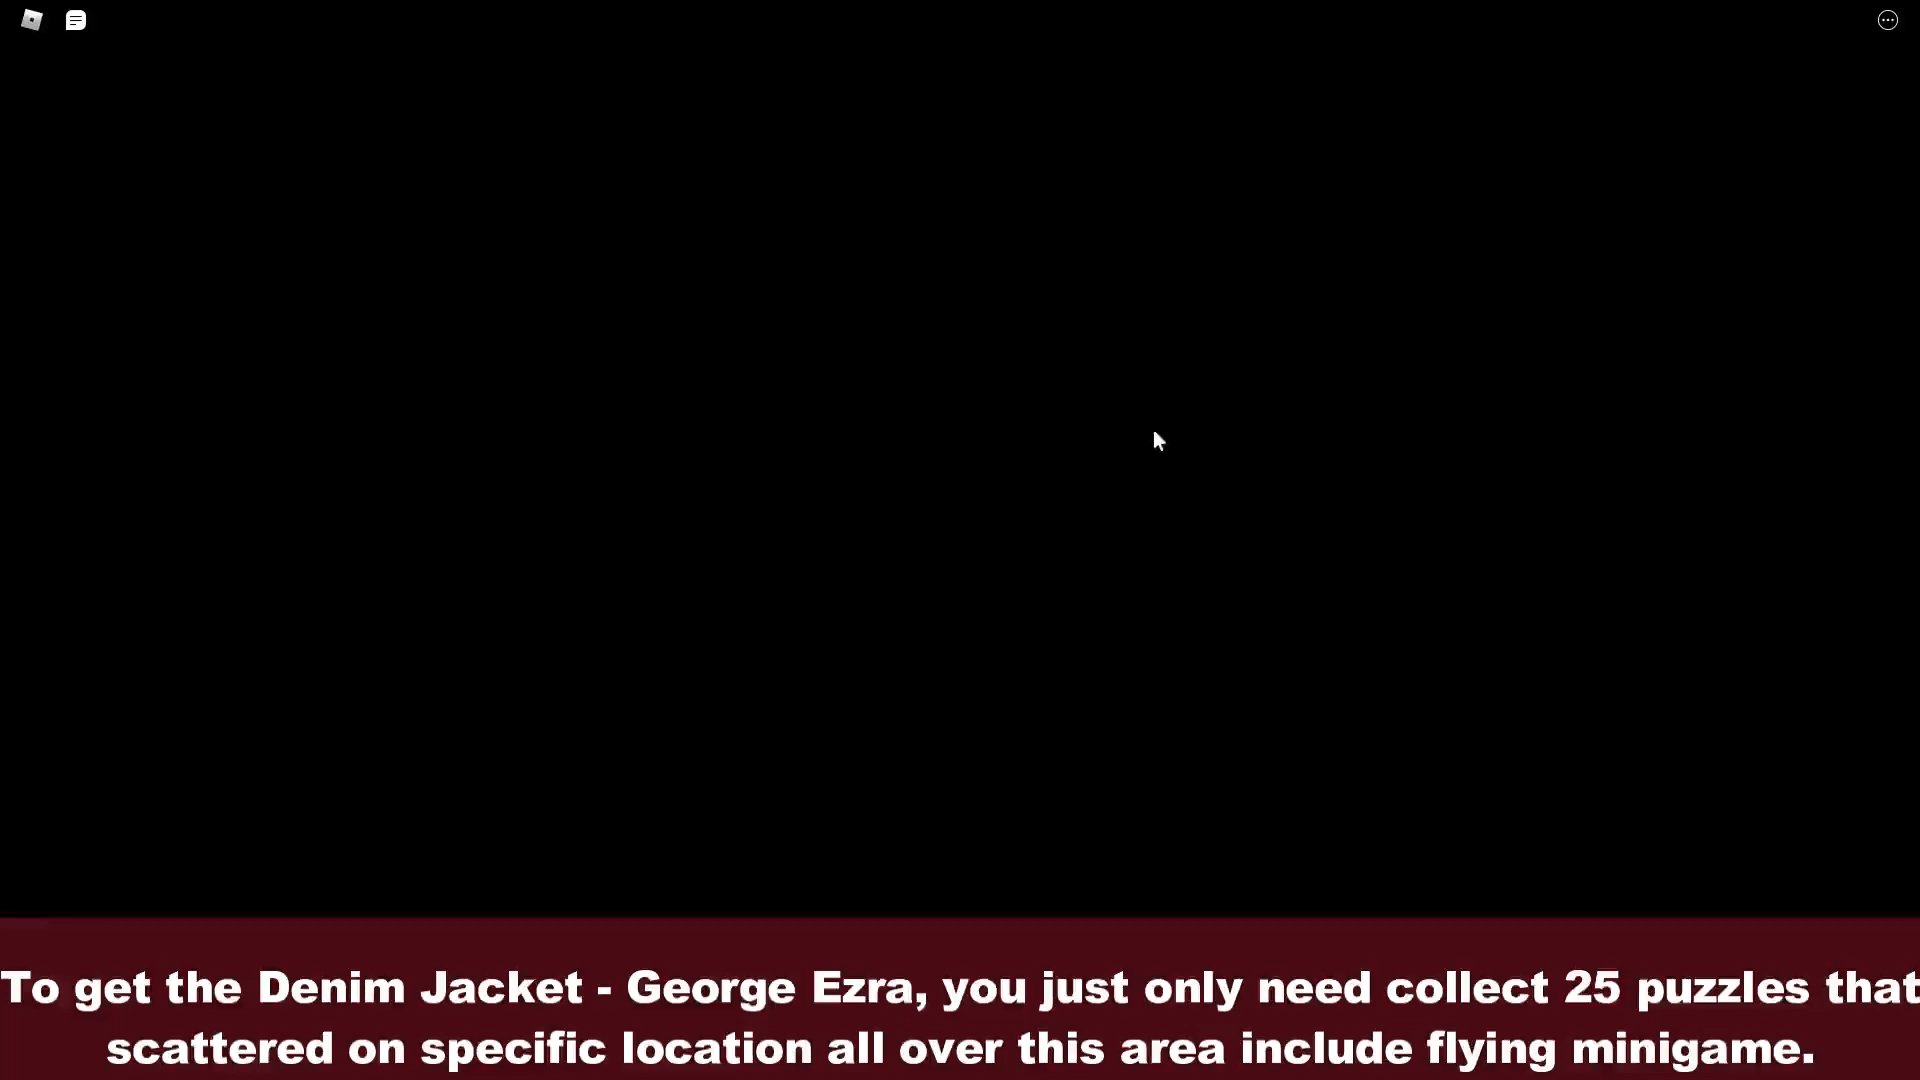 To get the Denim Jacket - George Ezra, you just only need collect 25 puzzles that
scattered on specific location all over this area include flying minigame.